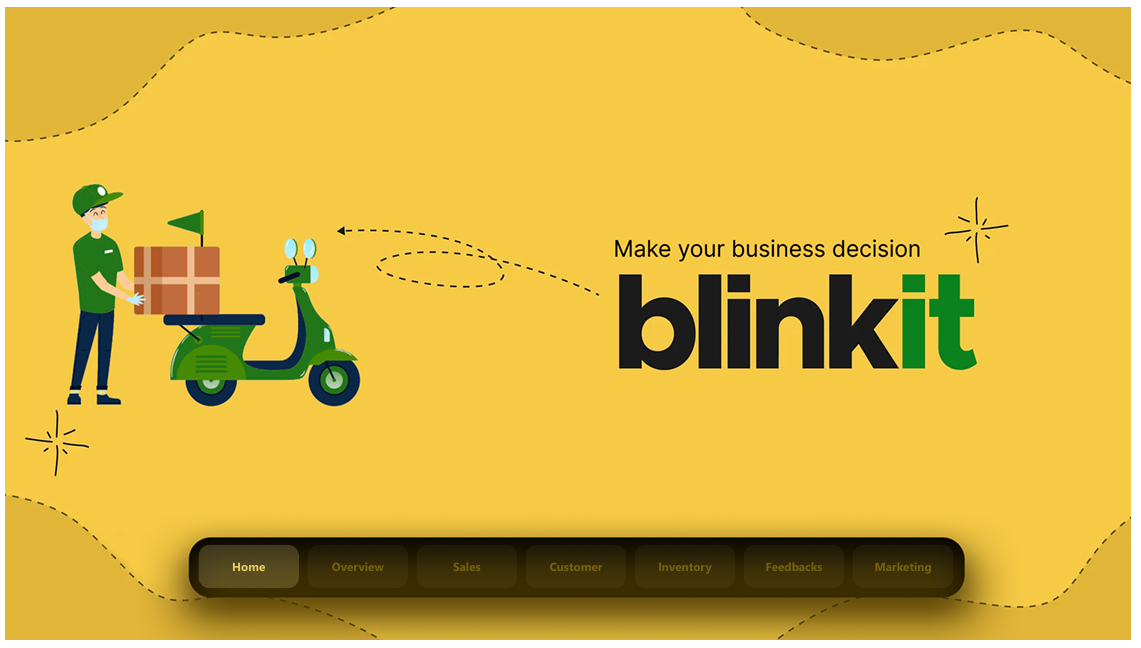 Make your business decision
blinkit
Home Overview Sales Customer Inventory Feedbacks Marketing